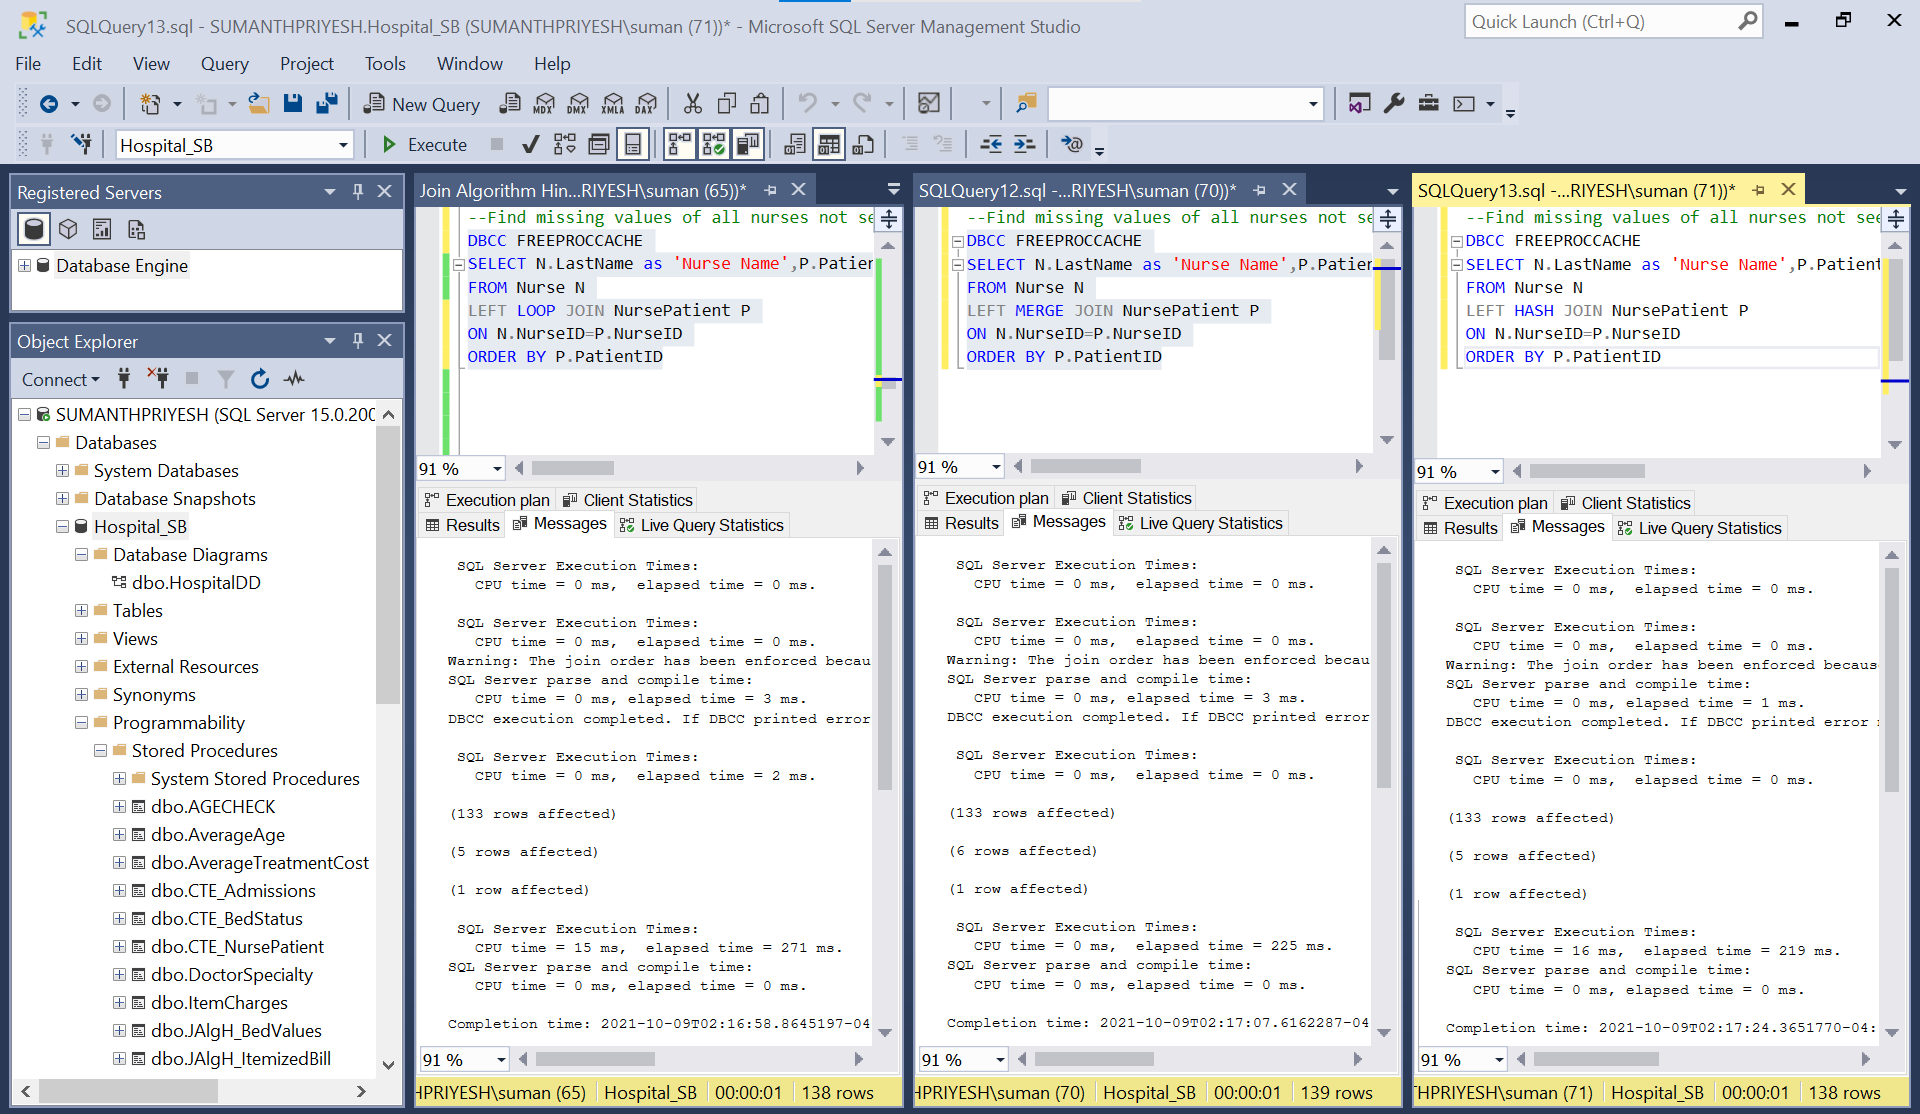 SQLQuery13.sql - SUMANTHPRIYESH.Hospital_SB (SUMANTHPRIYESH\suman (71))* - Microsoft SQL Server Management Studio
Quick Launch (Ctrl+Q)
File Edit View Query Project Tools Window Help
New Query MDX DMX XMLA DAX
Hospital_SB Execute
Registered Servers
Database Engine
Object Explorer
Connect
SUMANTHPRIYESH (SQL Server 15.0.200
Databases
System Databases
Database Snapshots
Hospital_SB
Database Diagrams
dbo.HospitalDD
Tables
Views
External Resources
Synonyms
Programmability
Stored Procedures
System Stored Procedures
dbo.AGECHECK
dbo.AverageAge
dbo.AverageTreatmentCost
dbo.CTE_Admissions
dbo.CTE_BedStatus
dbo.CTE_NursePatient
dbo.DoctorSpecialty
dbo.ItemCharges
dbo.JAlgH_BedValues
dbo.JAlgH_ItemizedBill
Join Algorithm Hin...RIYESH\suman (65))*
--Find missing values of all nurses not se
DBCC FREEPROCCACHE
SELECT N.LastName as 'Nurse Name',P.Patier
FROM Nurse N
LEFT LOOP JOIN NursePatient P
ON N.NurseID=P.NurseID
ORDER BY P.PatientID
91 %
Execution plan Client Statistics
Results Messages Live Query Statistics
SQL Server Execution Times:
CPU time = 0 ms, elapsed time = 0 ms.
SQL Server Execution Times:
CPU time = 0 ms, elapsed time = 0 ms.
Warning: The join order has been enforced becau
SQL Server parse and compile time:
CPU time = 0 ms, elapsed time = 3 ms.
DBCC execution completed. If DBCC printed error
SQL Server Execution Times:
CPU time = 0 ms, elapsed time = 2 ms.
(133 rows affected)
(5 rows affected)
(1 row affected)
SQL Server Execution Times:
CPU time = 15 ms, elapsed time = 271 ms.
SQL Server parse and compile time:
CPU time = 0 ms, elapsed time = 0 ms.
Completion time: 2021-10-09T02:16:58.8645197-04
91 %
HPRIYESH\suman (65) Hospital_SB 00:00:01 138 rows
SQLQuery12.sql -...RIYESH\suman (70))*
--Find missing values of all nurses not se
DBCC FREEPROCCACHE
SELECT N.LastName as 'Nurse Name',P.Patier
FROM Nurse N
LEFT MERGE JOIN NursePatient P
ON N.NurseID=P.NurseID
ORDER BY P.PatientID
91 %
Execution plan Client Statistics
Results Messages Live Query Statistics
SQL Server Execution Times:
CPU time = 0 ms, elapsed time = 0 ms.
SQL Server Execution Times:
CPU time = 0 ms, elapsed time = 0 ms.
Warning: The join order has been enforced becau
SQL Server parse and compile time:
CPU time = 0 ms, elapsed time = 3 ms.
DBCC execution completed. If DBCC printed error
SQL Server Execution Times:
CPU time = 0 ms, elapsed time = 0 ms.
(133 rows affected)
(6 rows affected)
(1 row affected)
SQL Server Execution Times:
CPU time = 0 ms, elapsed time = 225 ms.
SQL Server parse and compile time:
CPU time = 0 ms, elapsed time = 0 ms.
Completion time: 2021-10-09T02:17:07.6162287-04
91 %
HPRIYESH\suman (70) Hospital_SB 00:00:01 139 rows
SQLQuery13.sql -...RIYESH\suman (71))*
--Find missing values of all nurses not see
DBCC FREEPROCCACHE
SELECT N.LastName as 'Nurse Name',P.Patient
FROM Nurse N
LEFT HASH JOIN NursePatient P
ON N.NurseID=P.NurseID
ORDER BY P.PatientID
91 %
Execution plan Client Statistics
Results Messages Live Query Statistics
SQL Server Execution Times:
CPU time = 0 ms, elapsed time = 0 ms.
SQL Server Execution Times:
CPU time = 0 ms, elapsed time = 0 ms.
Warning: The join order has been enforced because
SQL Server parse and compile time:
CPU time = 0 ms, elapsed time = 1 ms.
DBCC execution completed. If DBCC printed error
SQL Server Execution Times:
CPU time = 0 ms, elapsed time = 0 ms.
(133 rows affected)
(5 rows affected)
(1 row affected)
SQL Server Execution Times:
CPU time = 16 ms, elapsed time = 219 ms.
SQL Server parse and compile time:
CPU time = 0 ms, elapsed time = 0 ms.
Completion time: 2021-10-09T02:17:24.3651770-04:
91 %
THPRIYESH\suman (71) Hospital_SB 00:00:01 138 rows